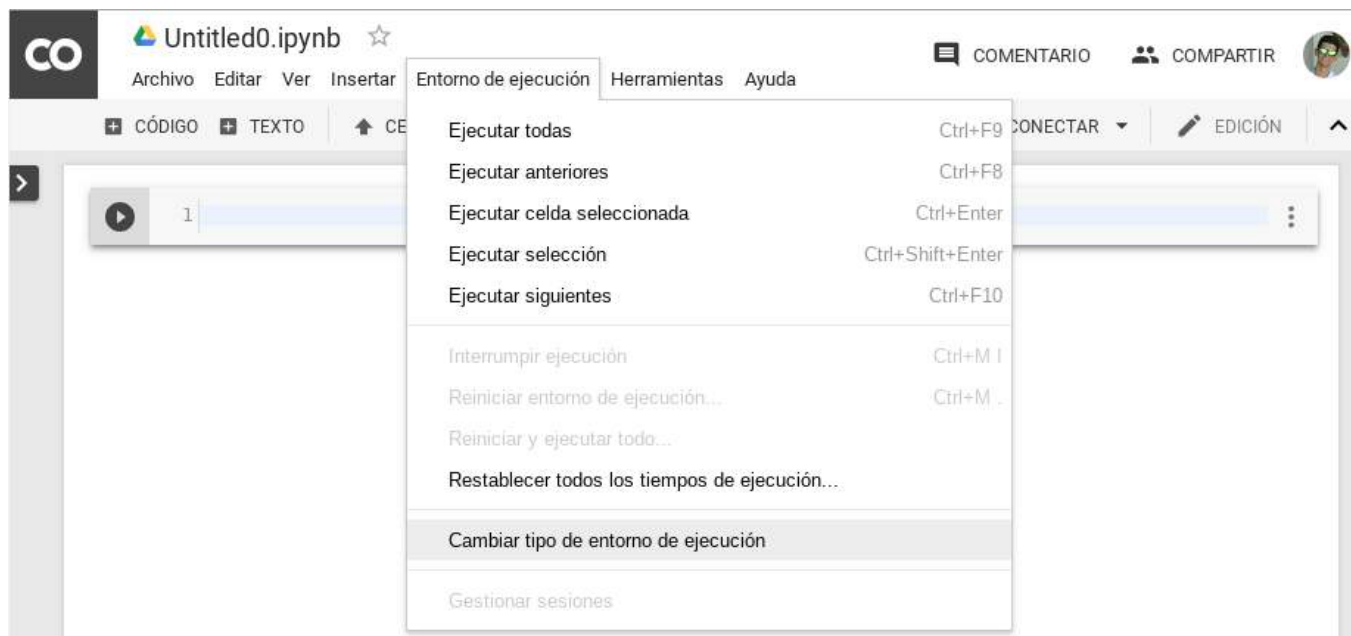 CO
Untitled0.ipynb
COMENTARIO COMPARTIR
Archivo Editar Ver Insertar Entorno de ejecución Herramientas Ayuda
CÓDIGO TEXTO CE CONECTAR EDICIÓN
Ejecutar todas Ctrl+F9
Ejecutar anteriores Ctrl+F8
1 Ejecutar celda seleccionada Ctrl+Enter
Ejecutar selección Ctrl+Shift+Enter
Ejecutar siguientes Ctrl+F10
Interrumpir ejecución Ctrl+M I
Reiniciar entorno de ejecución... Ctrl+M .
Reiniciar y ejecutar todo...
Restablecer todos los tiempos de ejecución...
Cambiar tipo de entorno de ejecución
Gestionar sesiones